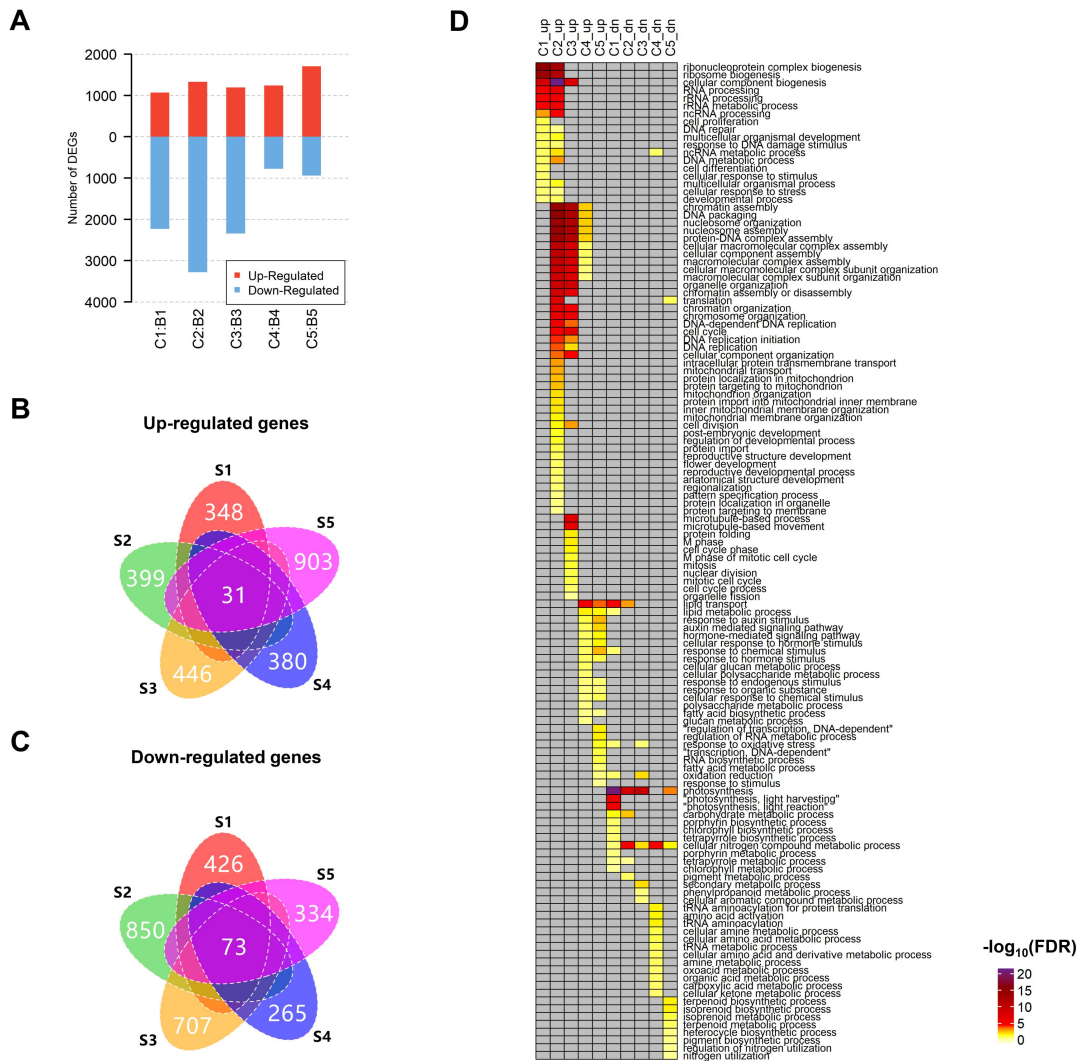 A
2000
1000
0
1000
2000
3000
4000
Number of DEGs
Up-Regulated
Down-Regulated
C1:B1
C2:B2
C3:B3
C4:B4
C5:B5
B
Up-regulated genes
S1
S2
S5
S3
S4
348
399
903
31
446
380
C
Down-regulated genes
S1
S2
S5
S3
S4
426
850
334
73
707
265
D
C1_up
C2_up
C3_up
C4_up
C5_up
C1_dn
C2_dn
C3_dn
C4_dn
C5_dn
ribonucleoprotein complex biogenesis
ribosome biogenesis
cellular component biogenesis
RNA processing
rRNA processing
rRNA metabolic process
ncRNA processing
cell proliferation
DNA repair
multicellular organismal development
response to DNA damage stimulus
ncRNA metabolic process
DNA metabolic process
cell differentiation
cellular response to stimulus
multicellular organismal process
cellular response to stress
developmental process
chromatin assembly
DNA packaging
nucleosome organization
nucleosome assembly
protein-DNA complex assembly
cellular macromolecular complex assembly
cellular component assembly
macromolecular complex assembly
cellular macromolecular complex subunit organization
macromolecular complex subunit organization
organelle organization
chromatin assembly or disassembly
translation
chromatin organization
chromosome organization
DNA-dependent DNA replication
cell cycle
DNA replication initiation
DNA replication
cellular component organization
intracellular protein transmembrane transport
mitochondrial transport
protein localization in mitochondrion
protein targeting to mitochondrion
mitochondrion organization
protein import into mitochondrial inner membrane
inner mitochondrial membrane organization
mitochondrial membrane organization
cell division
post-embryonic development
regulation of developmental process
protein import
reproductive structure development
flower development
reproductive developmental process
anatomical structure development
regionalization
pattern specification process
protein localization in organelle
protein targeting to membrane
microtubule-based process
microtubule-based movement
protein folding
M phase
cell cycle phase
M phase of mitotic cell cycle
mitosis
nuclear division
mitotic cell cycle
cell cycle process
organelle fission
lipid transport
lipid metabolic process
response to auxin stimulus
auxin mediated signaling pathway
hormone-mediated signaling pathway
cellular response to hormone stimulus
response to chemical stimulus
response to hormone stimulus
cellular glucan metabolic process
cellular polysaccharide metabolic process
response to endogenous stimulus
response to organic substance
cellular response to chemical stimulus
polysaccharide metabolic process
fatty acid biosynthetic process
glucan metabolic process
"regulation of transcription, DNA-dependent"
regulation of RNA metabolic process
response to oxidative stress
"transcription, DNA-dependent"
RNA biosynthetic process
fatty acid metabolic process
oxidation reduction
response to stimulus
photosynthesis
"photosynthesis, light harvesting"
"photosynthesis, light reaction"
carbohydrate metabolic process
porphyrin biosynthetic process
chlorophyll biosynthetic process
tetrapyrrole biosynthetic process
cellular nitrogen compound metabolic process
porphyrin metabolic process
tetrapyrrole metabolic process
chlorophyll metabolic process
pigment metabolic process
secondary metabolic process
phenylpropanoid metabolic process
cellular aromatic compound metabolic process
tRNA aminoacylation for protein translation
amino acid activation
tRNA aminoacylation
cellular amine metabolic process
cellular amino acid metabolic process
tRNA metabolic process
cellular amino acid and derivative metabolic process
amine metabolic process
oxoacid metabolic process
organic acid metabolic process
carboxylic acid metabolic process
cellular ketone metabolic process
terpenoid biosynthetic process
isoprenoid biosynthetic process
isoprenoid metabolic process
terpenoid metabolic process
heterocycle biosynthetic process
pigment biosynthetic process
regulation of nitrogen utilization
nitrogen utilization
-log10(FDR)
20
15
10
5
0